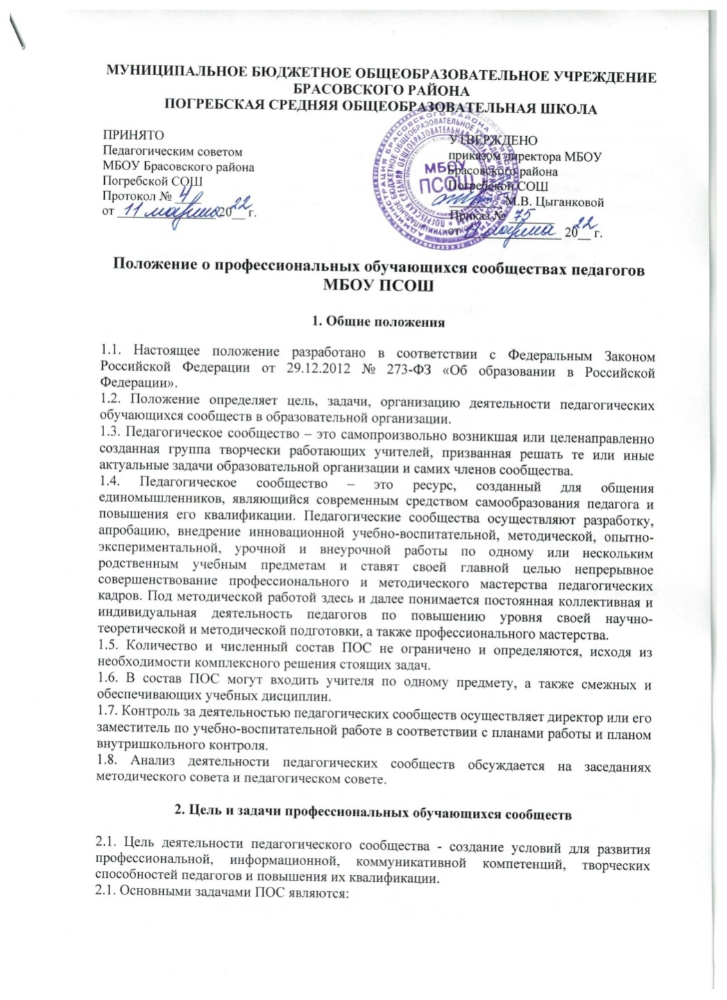 МУНИЦИПАЛЬНОЕ БЮДЖЕТНОЕ ОБЩЕОБРАЗОВАТЕЛЬНОЕ УЧРЕЖДЕНИЕ
БРАСОВСКОГО РАЙОНА
ПОГРЕБСКАЯ СРЕДНЯЯ ОБЩЕОБРАЗОВАТЕЛЬНАЯ ШКОЛА
ПРИНЯТО
Педагогическим советом
МБОУ Брасовского района
Погребской СОШ
Протокол № 4
от 11 марта 2022 г.
УТВЕРЖДЕНО
приказом директора МБОУ
Брасовского района
Погребской СОШ
М.В. Цыганковой
Приказ № 75
от 11 марта 2022 г.
МБОУ
ПСОШ
Положение о профессиональных обучающихся сообществах педагогов
МБОУ ПСОШ
1. Общие положения
1.1. Настоящее положение разработано в соответствии с Федеральным Законом
Российской Федерации от 29.12.2012 № 273-ФЗ «Об образовании в Российской
Федерации».
1.2. Положение определяет цель, задачи, организацию деятельности педагогических
обучающихся сообществ в образовательной организации.
1.3. Педагогическое сообщество – это самопроизвольно возникшая или целенаправленно
созданная группа творчески работающих учителей, призванная решать те или иные
актуальные задачи образовательной организации и самих членов сообщества.
1.4. Педагогическое сообщество – это ресурс, созданный для общения
единомышленников, являющийся современным средством самообразования педагога и
повышения его квалификации. Педагогические сообщества осуществляют разработку,
апробацию, внедрение инновационной учебно-воспитательной, методической, опытно-
экспериментальной, урочной и внеурочной работы по одному или нескольким
родственным учебным предметам и ставят своей главной целью непрерывное
совершенствование профессионального и методического мастерства педагогических
кадров. Под методической работой здесь и далее понимается постоянная коллективная и
индивидуальная деятельность педагогов по повышению уровня своей научно-
теоретической и методической подготовки, а также профессионального мастерства.
1.5. Количество и численный состав ПОС не ограничено и определяются, исходя из
необходимости комплексного решения стоящих задач.
1.6. В состав ПОС могут входить учителя по одному предмету, а также смежных и
обеспечивающих учебных дисциплин.
1.7. Контроль за деятельностью педагогических сообществ осуществляет директор или его
заместитель по учебно-воспитательной работе в соответствии с планами работы и планом
внутришкольного контроля.
1.8. Анализ деятельности педагогических сообществ обсуждается на заседаниях
методического совета и педагогическом совете.
2. Цель и задачи профессиональных обучающихся сообществ
2.1. Цель деятельности педагогического сообщества - создание условий для развития
профессиональной, информационной, коммуникативной компетенций, творческих
способностей педагогов и повышения их квалификации.
2.1. Основными задачами ПОС являются: